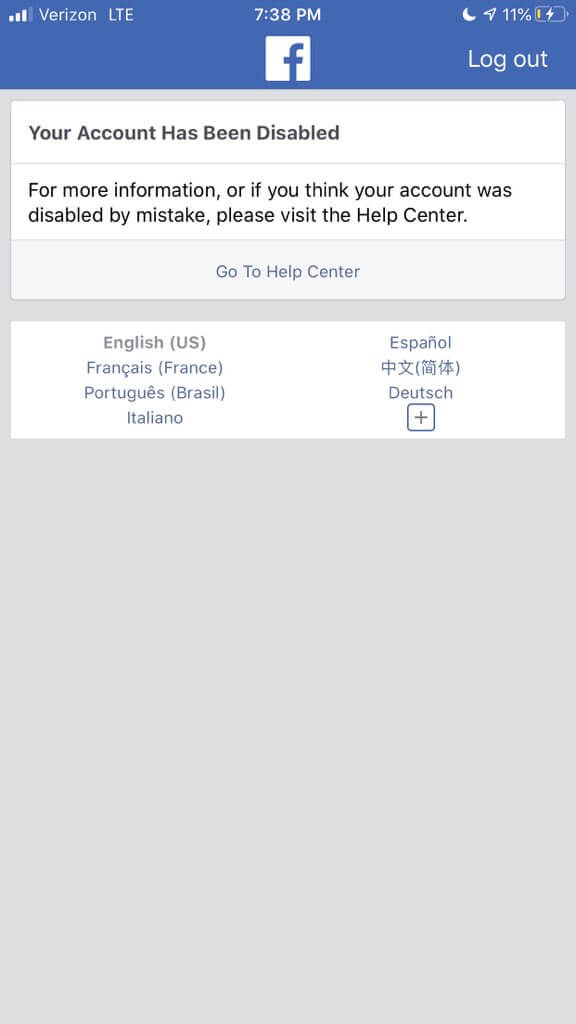 Verizon LTE 7:38 PM 11%
f Log out
Your Account Has Been Disabled
For more information, or if you think your account was
disabled by mistake, please visit the Help Center.
Go To Help Center
English (US) Español
Français (France) 中文(简体)
Português (Brasil) Deutsch
Italiano +